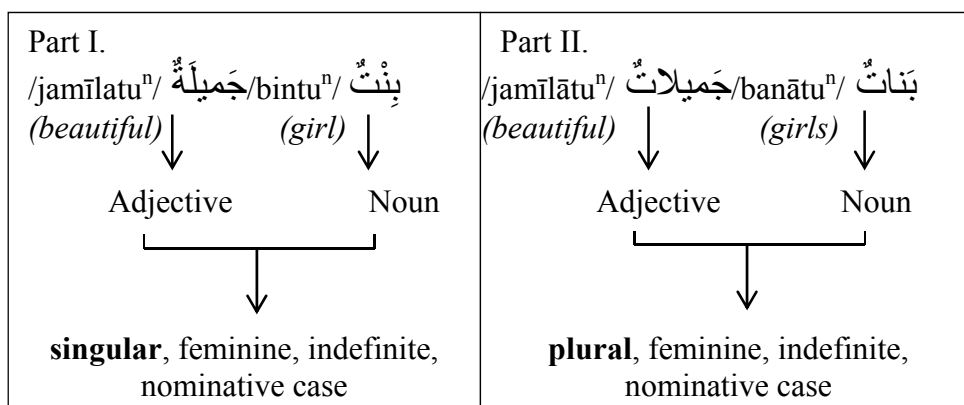 Part I.
/jamīlatuⁿ/ جَميلَةٌ/bintuⁿ/ بِنْتٌ
(beautiful) (girl)
Adjective Noun
singular, feminine, indefinite,
nominative case
Part II.
/jamīlātuⁿ/ جَميلاتٌ/banātuⁿ/ بَناتٌ
(beautiful) (girls)
Adjective Noun
plural, feminine, indefinite,
nominative case